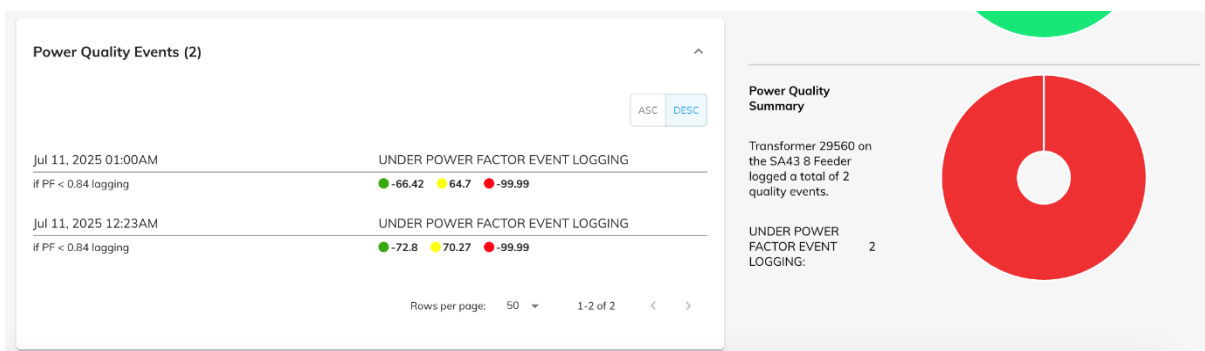 Power Quality Events (2)
ASC DESC
Jul 11, 2025 01:00AM UNDER POWER FACTOR EVENT LOGGING
if PF < 0.84 lagging -66.42 64.7 -99.99
Jul 11, 2025 12:23AM UNDER POWER FACTOR EVENT LOGGING
if PF < 0.84 lagging -72.8 70.27 -99.99
Rows per page: 50 1-2 of 2
Power Quality
Summary
Transformer 29560 on
the SA43 8 Feeder
logged a total of 2
quality events.
UNDER POWER
FACTOR EVENT 2
LOGGING: